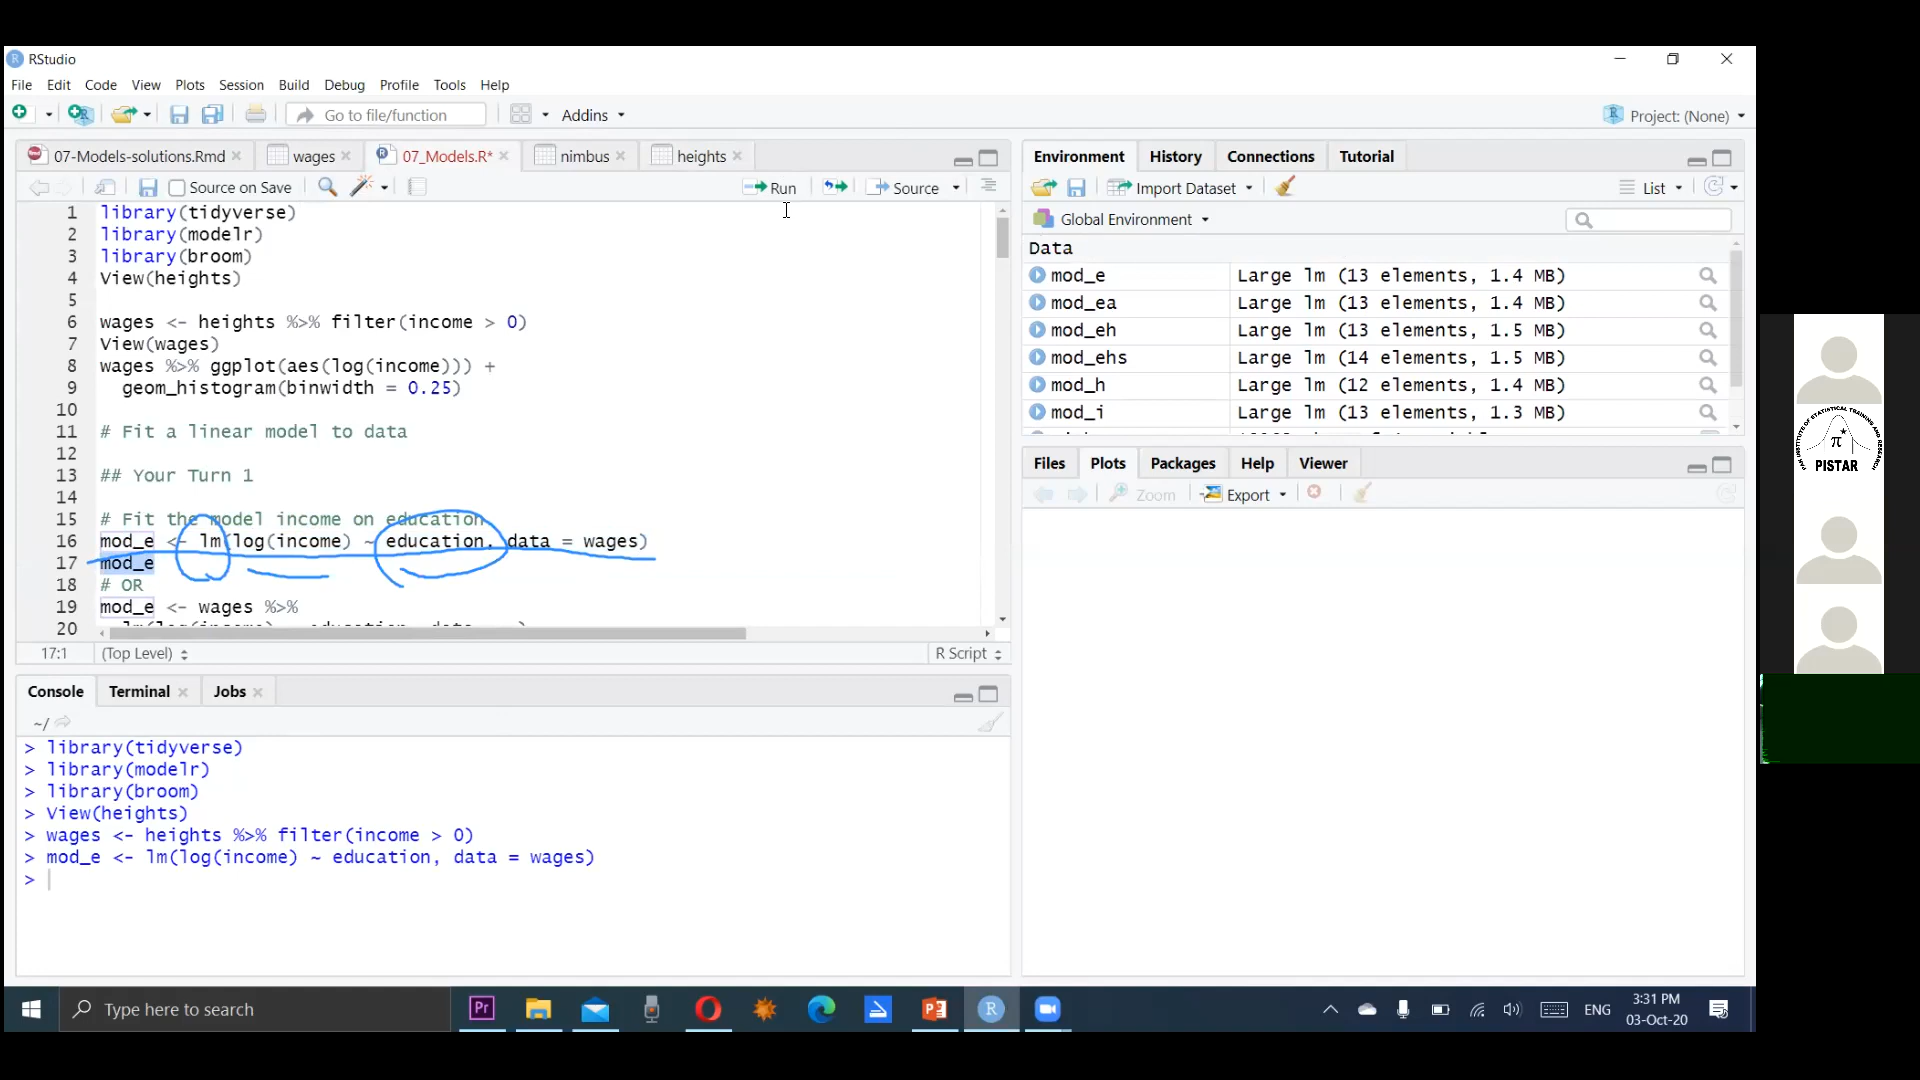 RStudio
File Edit Code View Plots Session Build Debug Profile Tools Help
Go to file/function Addins Project: (None)
07-Models-solutions.Rmd wages 07_Models.R* nimbus heights
Source on Save Run Source
1 library(tidyverse)
2 library(modelr)
3 library(broom)
4 View(heights)
5
6 wages <- heights %>% filter(income > 0)
7 View(wages)
8 wages %>% ggplot(aes(log(income))) +
9 geom_histogram(binwidth = 0.25)
10
11 # Fit a linear model to data
12
13 ## Your Turn 1
14
15 # Fit the model income on education
16 mod_e <- lm(log(income) ~ education, data = wages)
17 mod_e
18 # OR
19 mod_e <- wages %>%
20
17:1 (Top Level) R Script
Console Terminal Jobs
~/
> library(tidyverse)
> library(modelr)
> library(broom)
> View(heights)
> wages <- heights %>% filter(income > 0)
> mod_e <- lm(log(income) ~ education, data = wages)
>
Environment History Connections Tutorial
Import Dataset List
Global Environment
Data
mod_e Large lm (13 elements, 1.4 MB)
mod_ea Large lm (13 elements, 1.4 MB)
mod_eh Large lm (13 elements, 1.5 MB)
mod_ehs Large lm (14 elements, 1.5 MB)
mod_h Large lm (12 elements, 1.4 MB)
mod_i Large lm (13 elements, 1.3 MB)
Files Plots Packages Help Viewer
Zoom Export
PAN INSTITUTE OF STATISTICAL TRAINING AND RESEARCH
π
PISTAR
Type here to search
Pr
R
ENG
3:31 PM
03-Oct-20